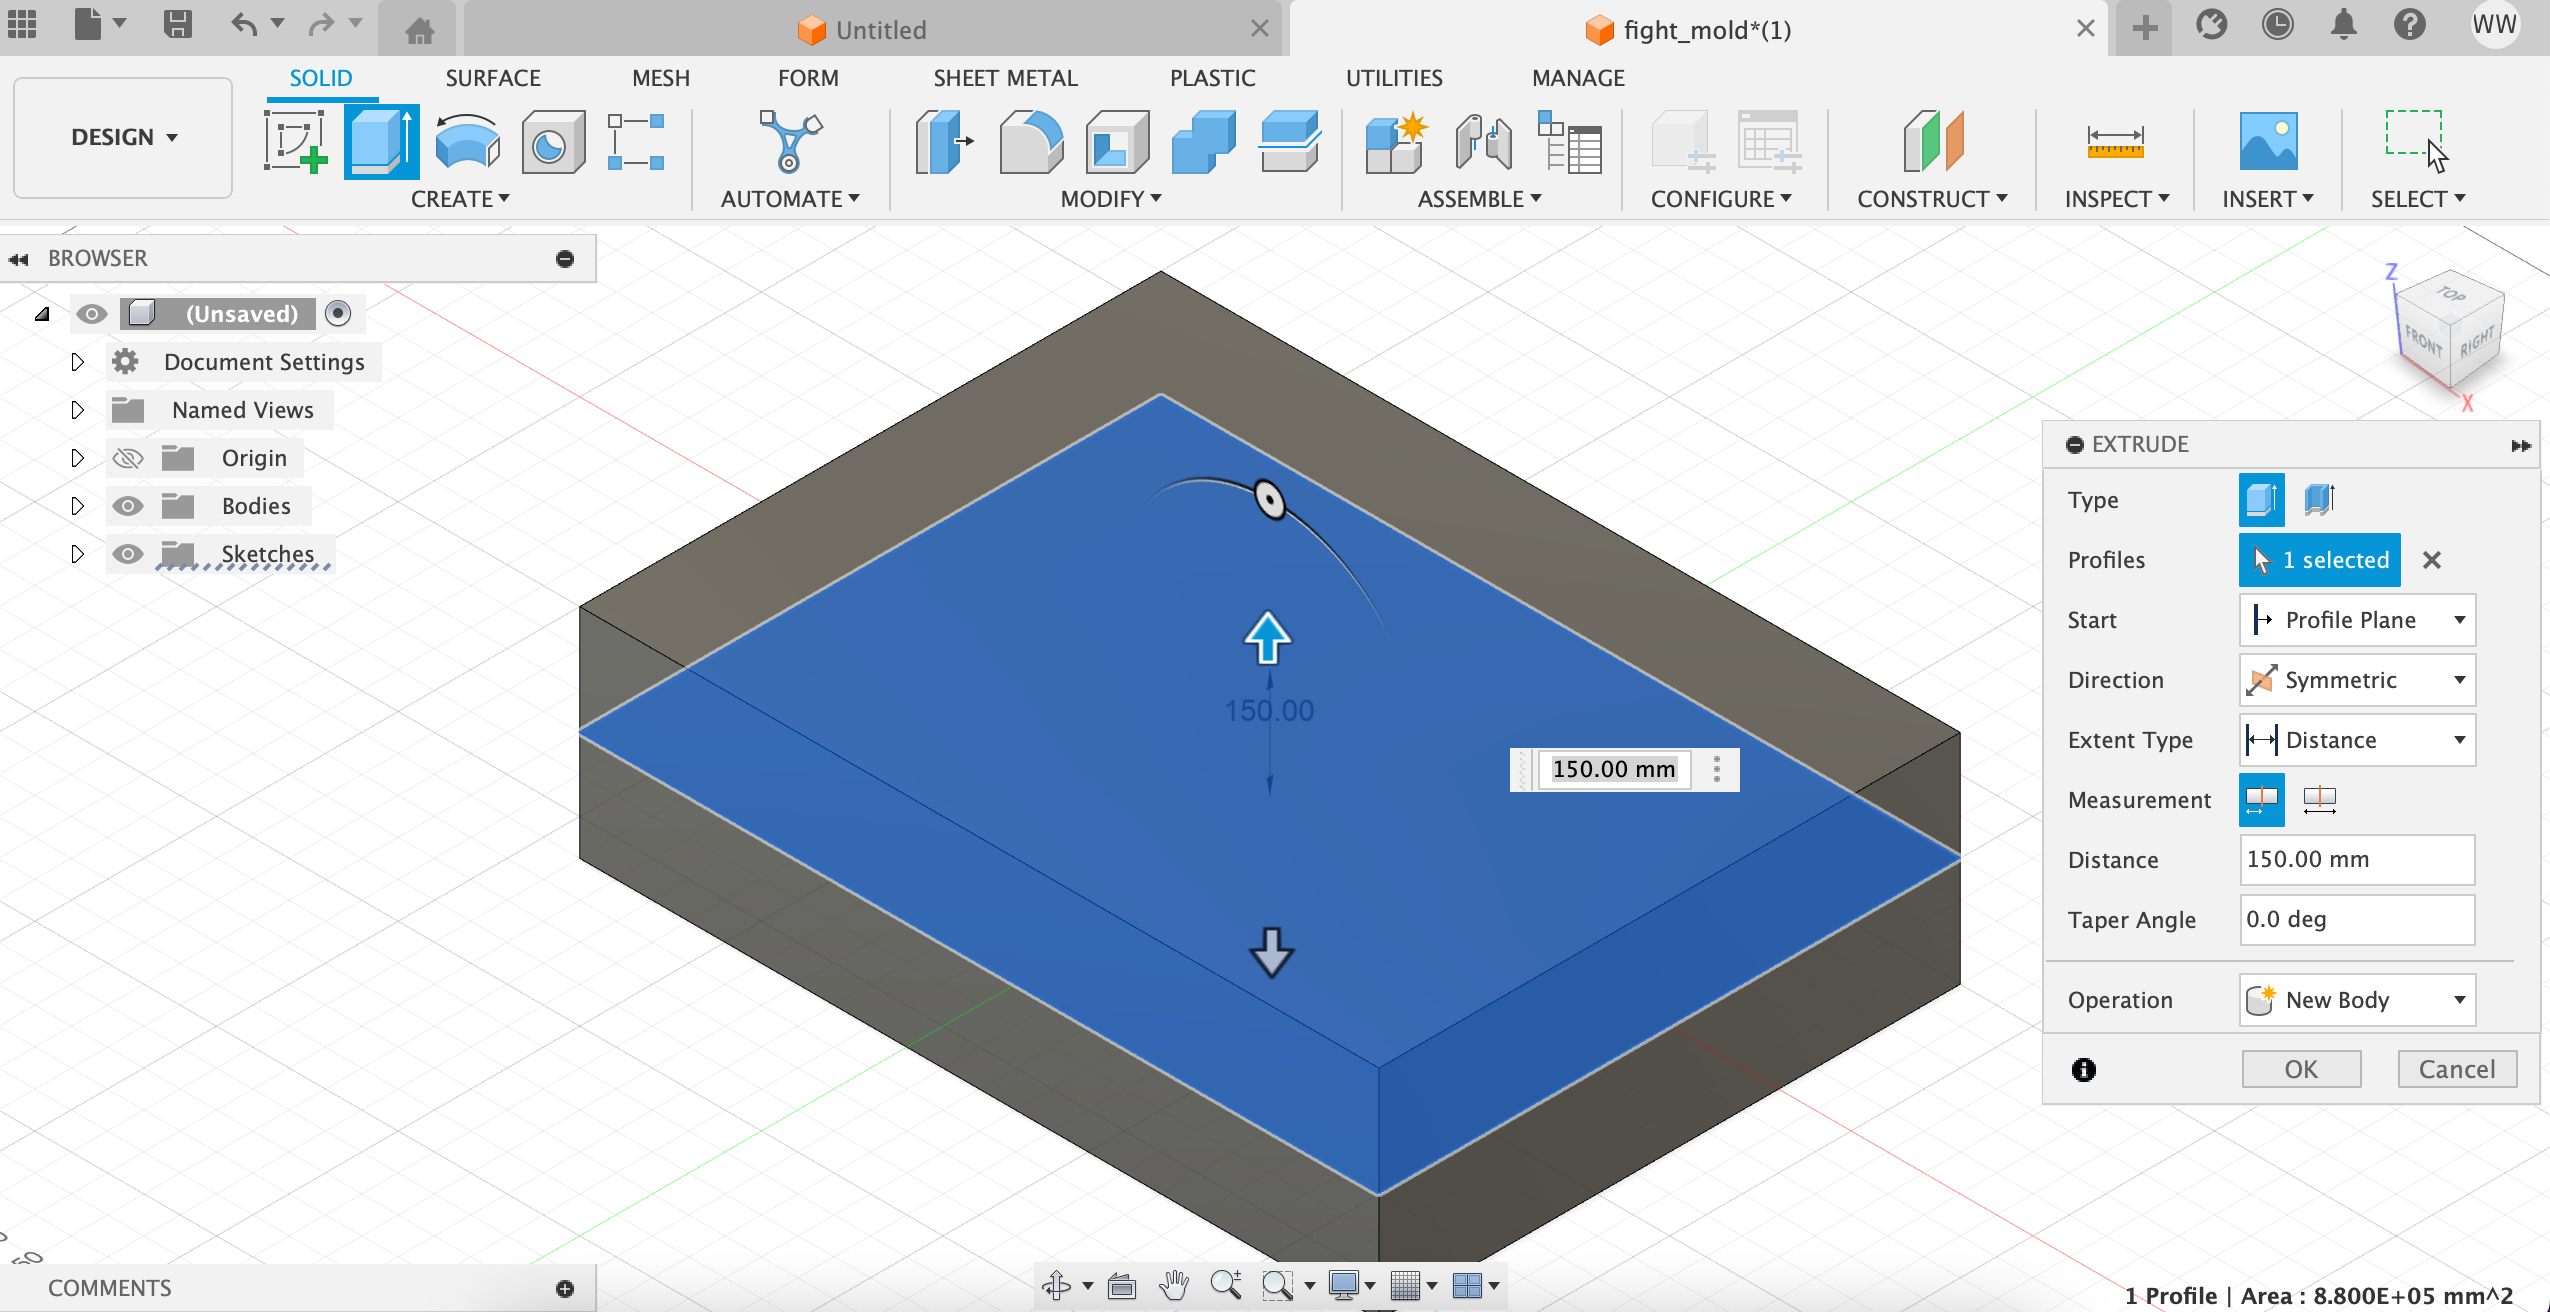 Untitled
fight_mold*(1)
WW
SOLID
SURFACE
MESH
FORM
SHEET METAL
PLASTIC
UTILITIES
MANAGE
DESIGN
CREATE
AUTOMATE
MODIFY
ASSEMBLE
CONFIGURE
CONSTRUCT
INSPECT
INSERT
SELECT
BROWSER
(Unsaved)
Document Settings
Named Views
Origin
Bodies
Sketches
Z
TOP
FRONT
RIGHT
X
150.00
150.00 mm
EXTRUDE
Type
Profiles
1 selected
Start
Profile Plane
Direction
Symmetric
Extent Type
Distance
Measurement
Distance
150.00 mm
Taper Angle
0.0 deg
Operation
New Body
OK
Cancel
COMMENTS
1 Profile | Area : 8.800E+05 mm^2